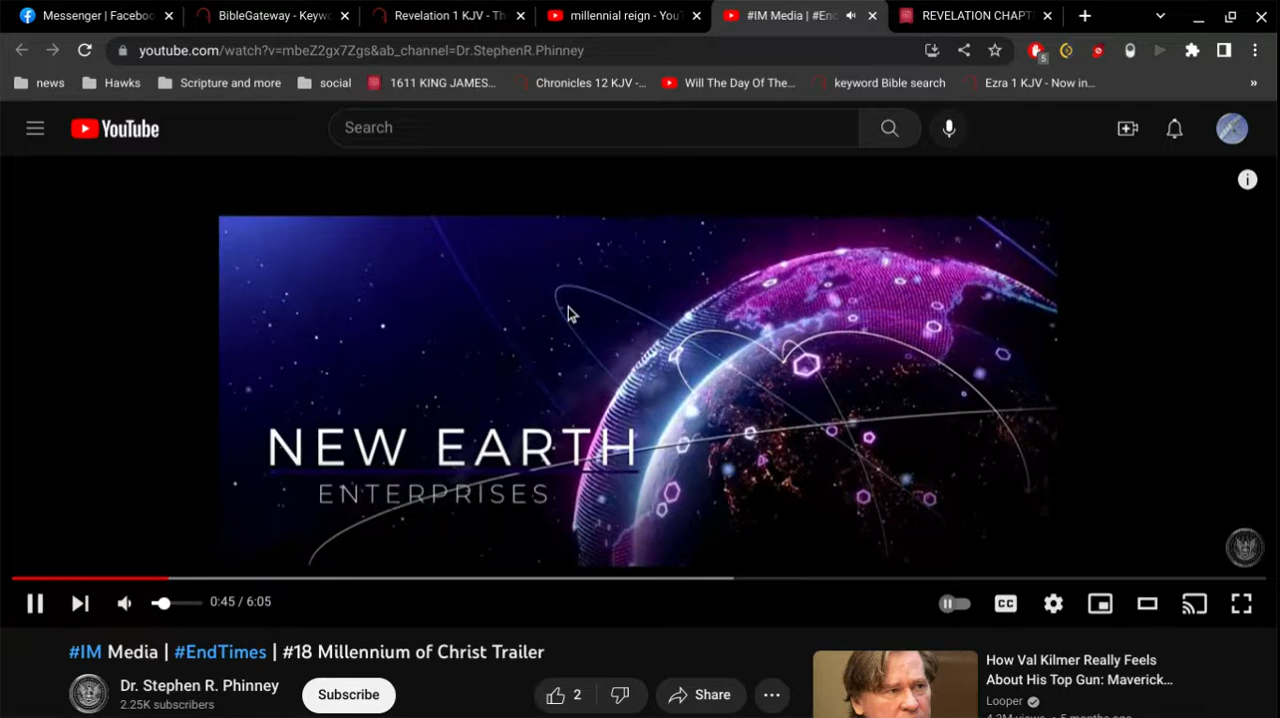 Messenger | Faceboo
BibleGateway - Keyw
Revelation 1 KJV - Th
millennial reign - You
#IM Media | #End
REVELATION CHAPT
youtube.com/watch?v=mbeZ2gx7Zgs&ab_channel=Dr.StephenR.Phinney
5
news
Hawks
Scripture and more
social
1611 KING JAMES...
Chronicles 12 KJV -...
Will The Day Of The...
keyword Bible search
Ezra 1 KJV - Now in...
»
YouTube
Search
NEW EARTH
ENTERPRISES
0:45 / 6:05
CC
#IM Media | #EndTimes | #18 Millennium of Christ Trailer
Dr. Stephen R. Phinney
2.25K subscribers
Subscribe
2
Share
How Val Kilmer Really Feels
About His Top Gun: Maverick...
Looper